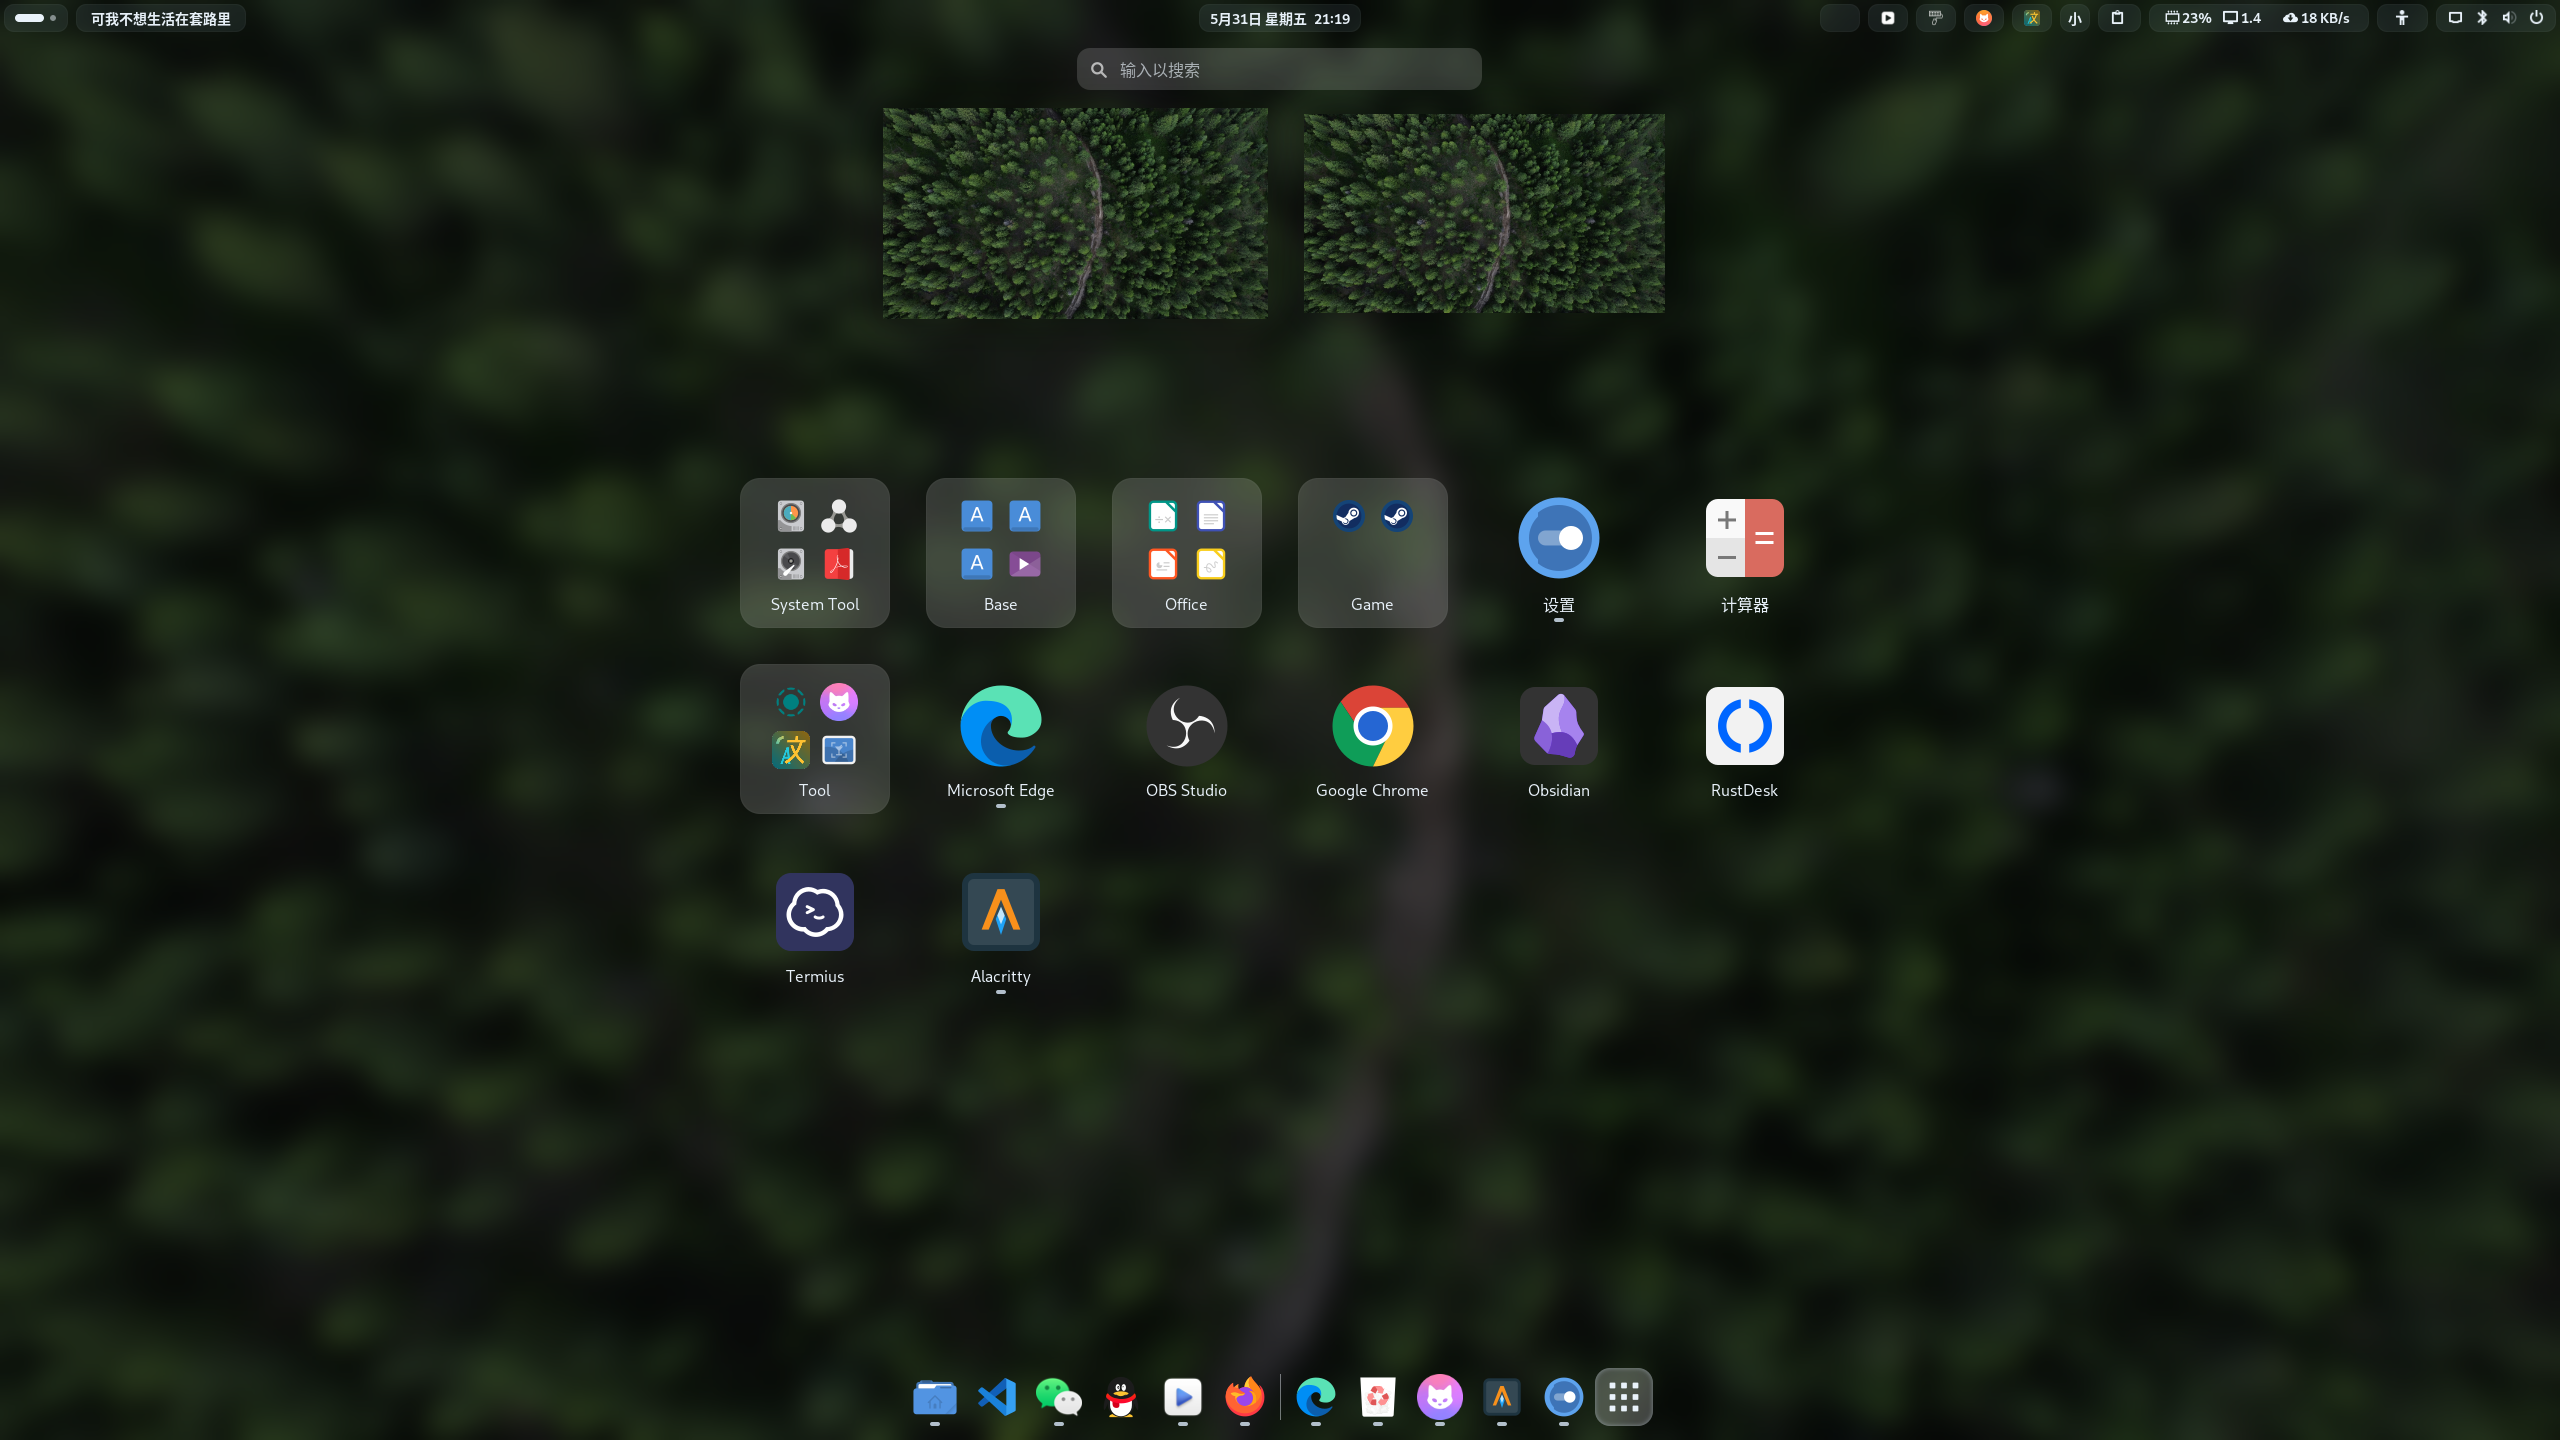 可我不想生活在套路里
5月31日 星期五 21:19
小
23%
1.4
18 KB/s
输入以搜索
System Tool
Base
Office
Game
设置
计算器
Tool
Microsoft Edge
OBS Studio
Google Chrome
Obsidian
RustDesk
Termius
Alacritty